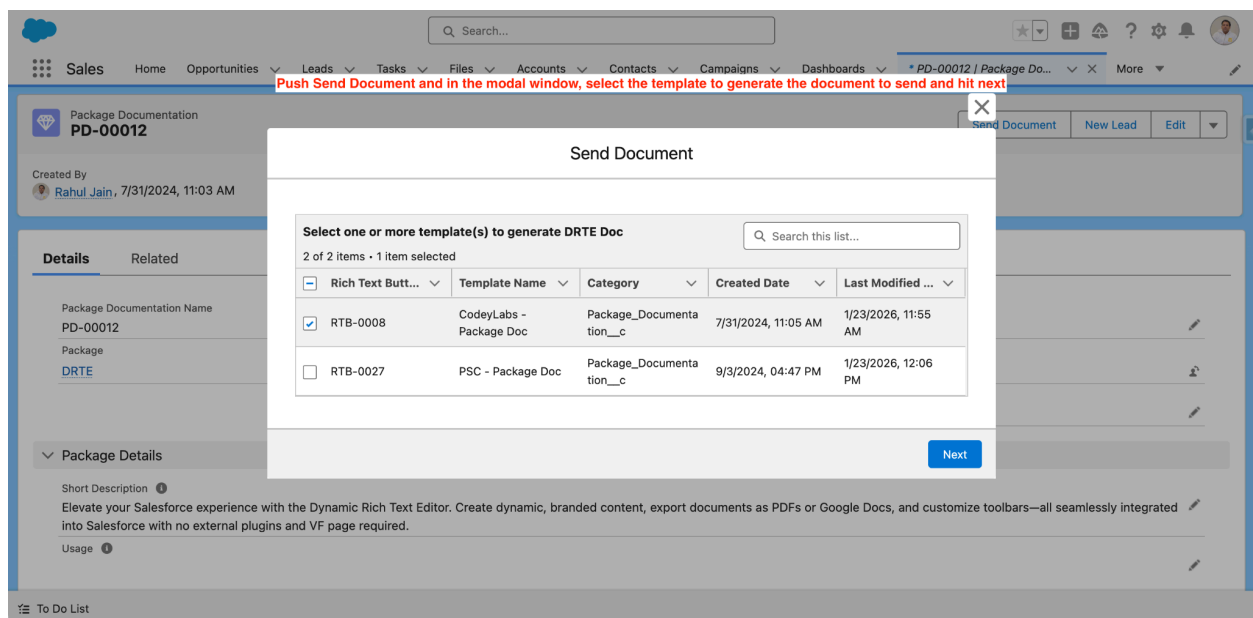 Search...
Sales
Home
Opportunities
Leads
Tasks
Files
Accounts
Contacts
Campaigns
Dashboards
* PD-00012 | Package Do...
More
Push Send Document and in the modal window, select the template to generate the document to send and hit next
Package Documentation
PD-00012
Send Document
New Lead
Edit
Created By
Rahul Jain, 7/31/2024, 11:03 AM
Send Document
Select one or more template(s) to generate DRTE Doc
Search this list...
2 of 2 items • 1 item selected
Rich Text Butt...
Template Name
Category
Created Date
Last Modified ...
RTB-0008
CodeyLabs -
Package Doc
Package_Documenta
tion__c
7/31/2024, 11:05 AM
1/23/2026, 11:55
AM
RTB-0027
PSC - Package Doc
Package_Documenta
tion__c
9/3/2024, 04:47 PM
1/23/2026, 12:06
PM
Next
Details
Related
Package Documentation Name
PD-00012
Package
DRTE
Package Details
Short Description
Elevate your Salesforce experience with the Dynamic Rich Text Editor. Create dynamic, branded content, export documents as PDFs or Google Docs, and customize toolbars—all seamlessly integrated
into Salesforce with no external plugins and VF page required.
Usage
To Do List